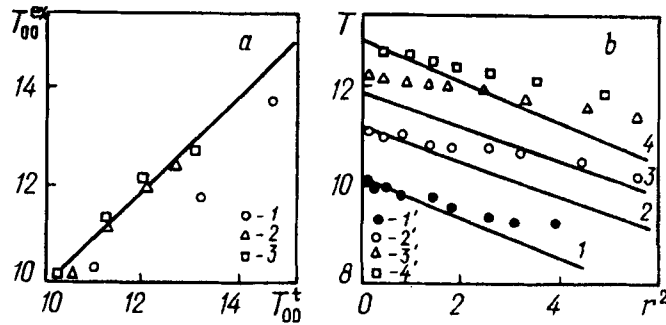 T₀₀ᵉˣ
a
14
12
10
10 12 14 T₀₀ᵗ
○-1
△-2
□-3
T
b
12
10
8
0 2 4 r²
●-1'
○-2'
△-3'
□-4'
4
3
2
1